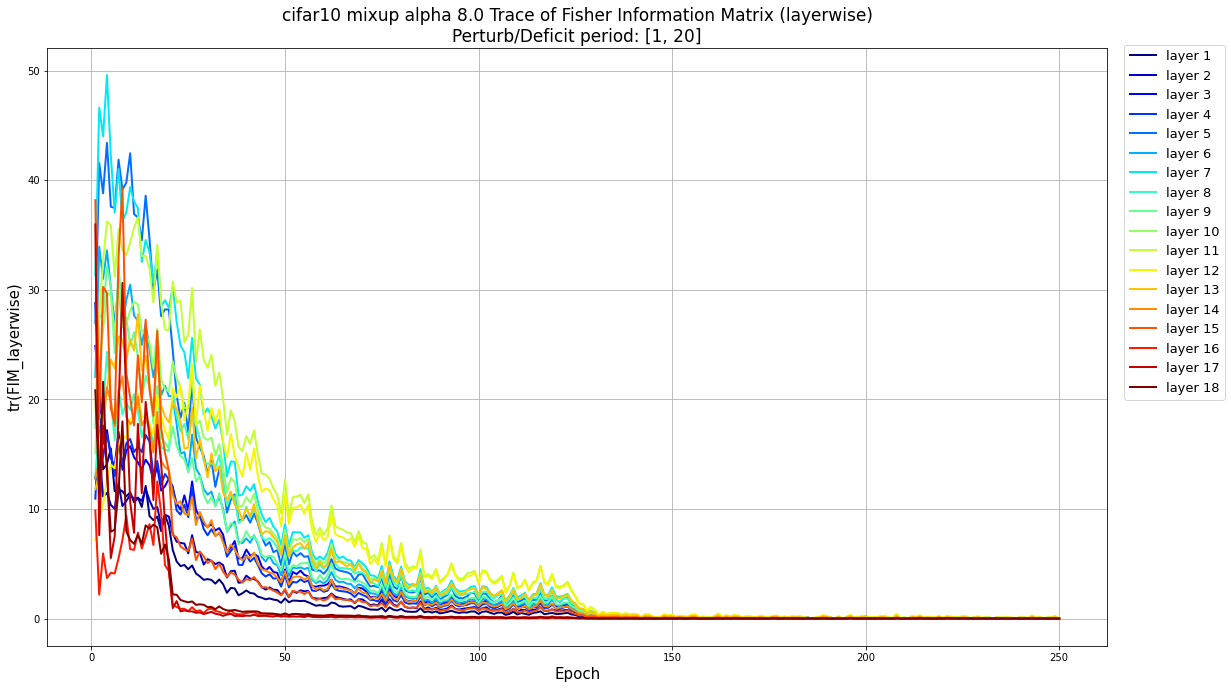 cifar10 mixup alpha 8.0 Trace of Fisher Information Matrix (layerwise)
Perturb/Deficit period: [1, 20]
tr(FIM_layerwise)
50
40
30
20
10
0
0
50
100
150
200
250
Epoch
layer 1
layer 2
layer 3
layer 4
layer 5
layer 6
layer 7
layer 8
layer 9
layer 10
layer 11
layer 12
layer 13
layer 14
layer 15
layer 16
layer 17
layer 18